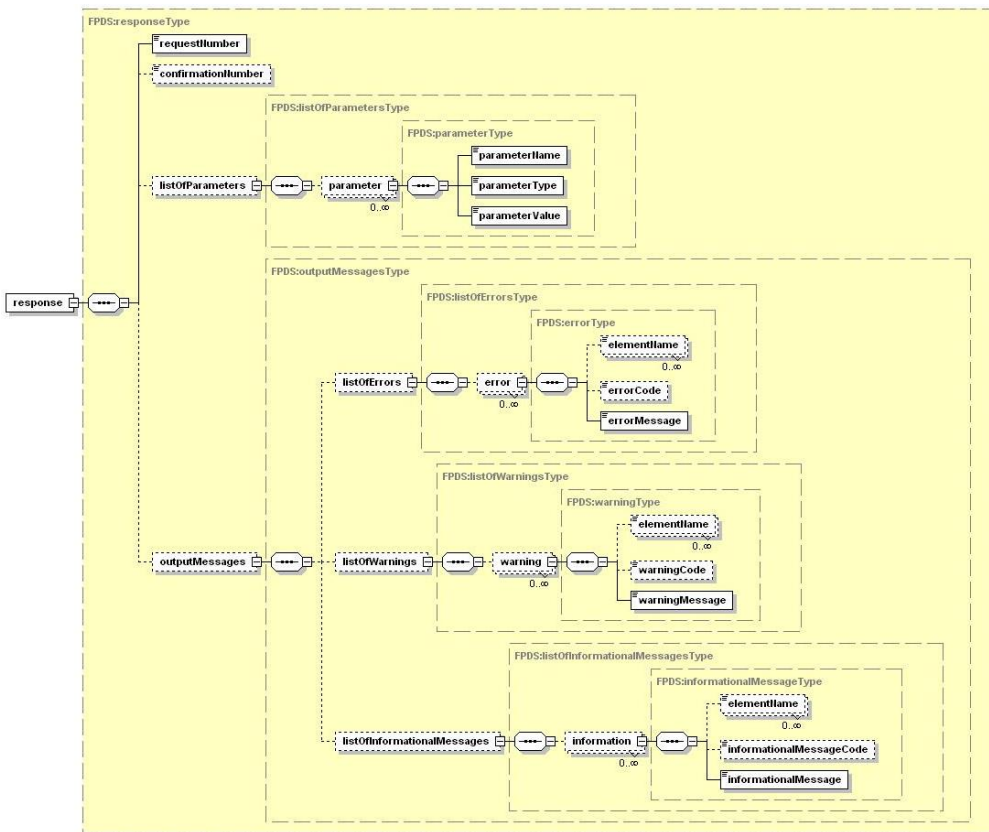 FPDS:responseType
requestNumber
confirmationNumber
FPDS:listOfParametersType
FPDS:parameterType
parameterName
listOfParameters
parameter
parameterType
0..∞
parameterValue
FPDS:outputMessagesType
FPDS:listOfErrorsType
response
FPDS:errorType
elementName
0..∞
listOfErrors
error
errorCode
0..∞
errorMessage
FPDS:listOfWarningsType
FPDS:warningType
elementName
0..∞
outputMessages
listOfWarnings
warning
warningCode
0..∞
warningMessage
FPDS:listOfInformationalMessagesType
FPDS:informationalMessageType
elementName
0..∞
listOfInformationalMessages
information
informationalMessageCode
0..∞
informationalMessage